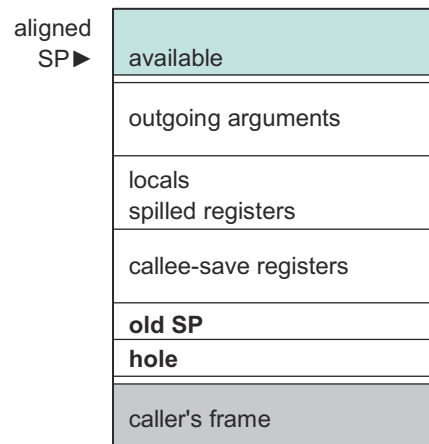 aligned
SP►
available
outgoing arguments
locals
spilled registers
callee-save registers
old SP
hole
caller's frame